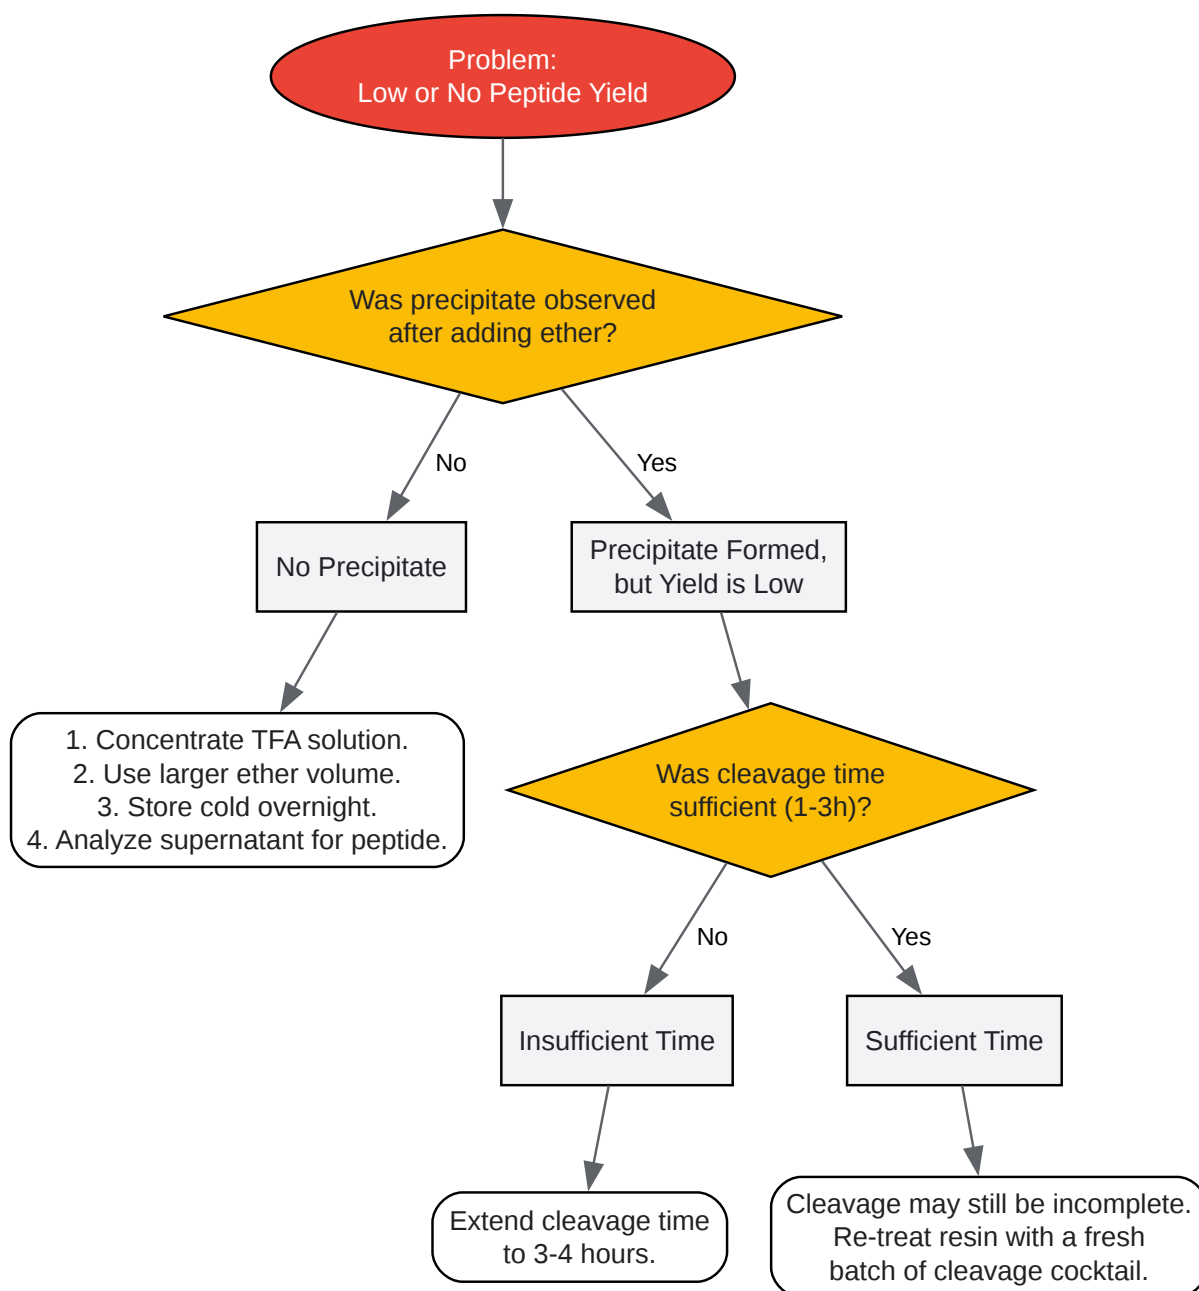 Problem:
Low or No Peptide Yield
Was precipitate observed
after adding ether?
No
Yes
No Precipitate
Precipitate Formed,
but Yield is Low
1. Concentrate TFA solution.
2. Use larger ether volume.
3. Store cold overnight.
4. Analyze supernatant for peptide.
Was cleavage time
sufficient (1-3h)?
No
Yes
Insufficient Time
Sufficient Time
Extend cleavage time
to 3-4 hours.
Cleavage may still be incomplete.
Re-treat resin with a fresh
batch of cleavage cocktail.